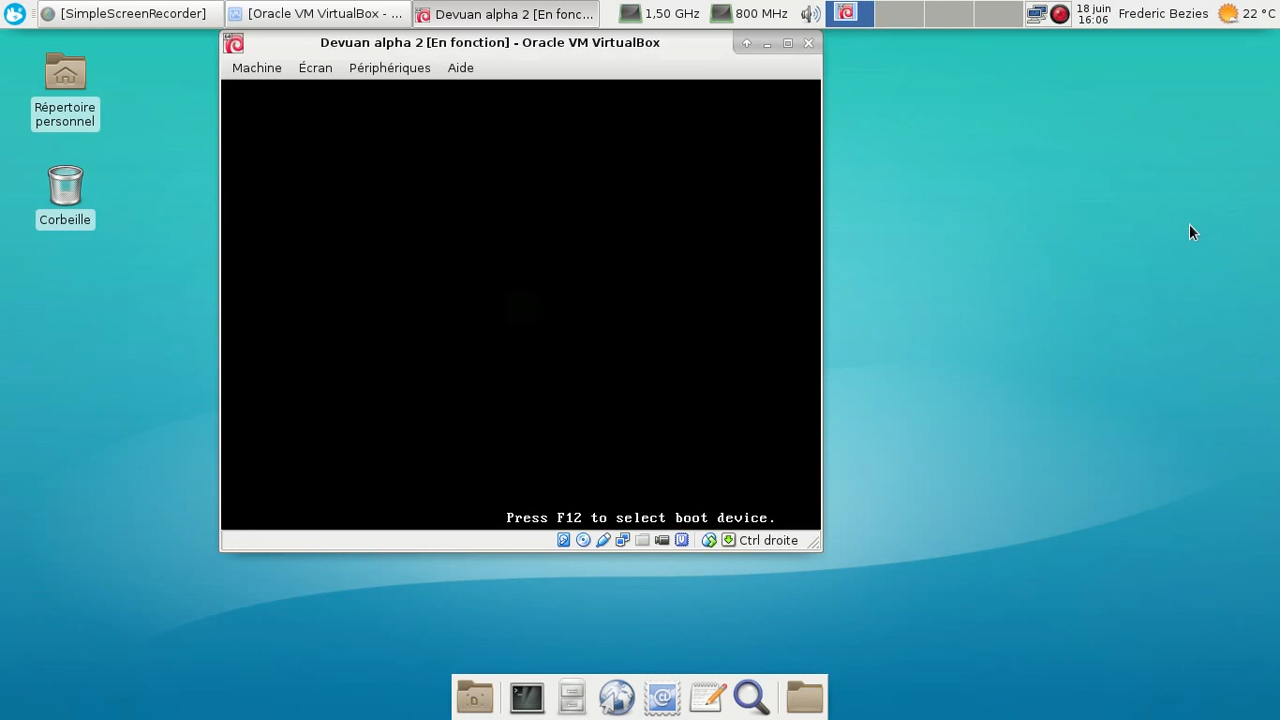 [SimpleScreenRecorder]
[Oracle VM VirtualBox - ...
Devuan alpha 2 [En fonc...
1,50 GHz
800 MHz
18 juin
16:06
Frederic Bezies
22 °C
Répertoire
personnel
Corbeille
Devuan alpha 2 [En fonction] - Oracle VM VirtualBox
Machine Écran Périphériques Aide
Press F12 to select boot device.
Ctrl droite